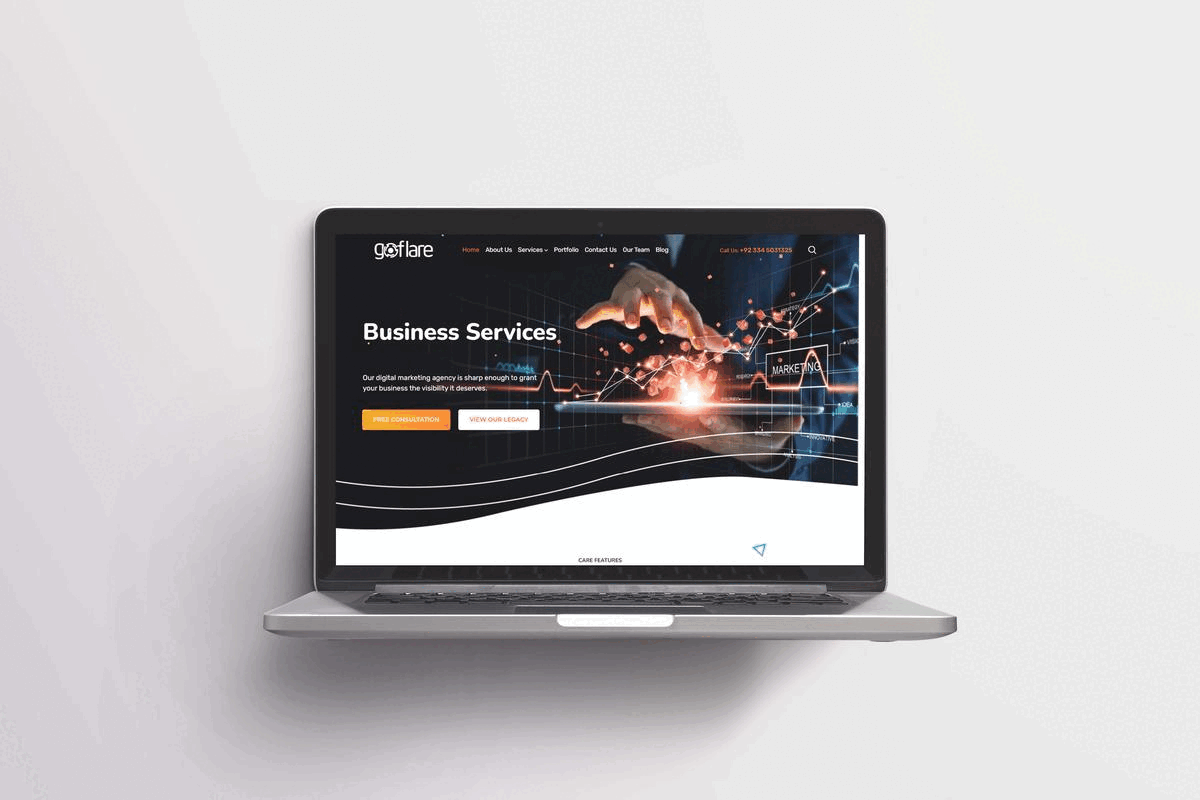 goflare
Home About Us Services Portfolio Contact Us Our Team Blog
Call Us: +92 334 5031325
Business Services
Our digital marketing agency is sharp enough to grant
your business the visibility it deserves.
FREE CONSULTATION VIEW OUR LEGACY
STRATEGY
MARKETING
IDEA
INNOVATIVE
CARE FEATURES